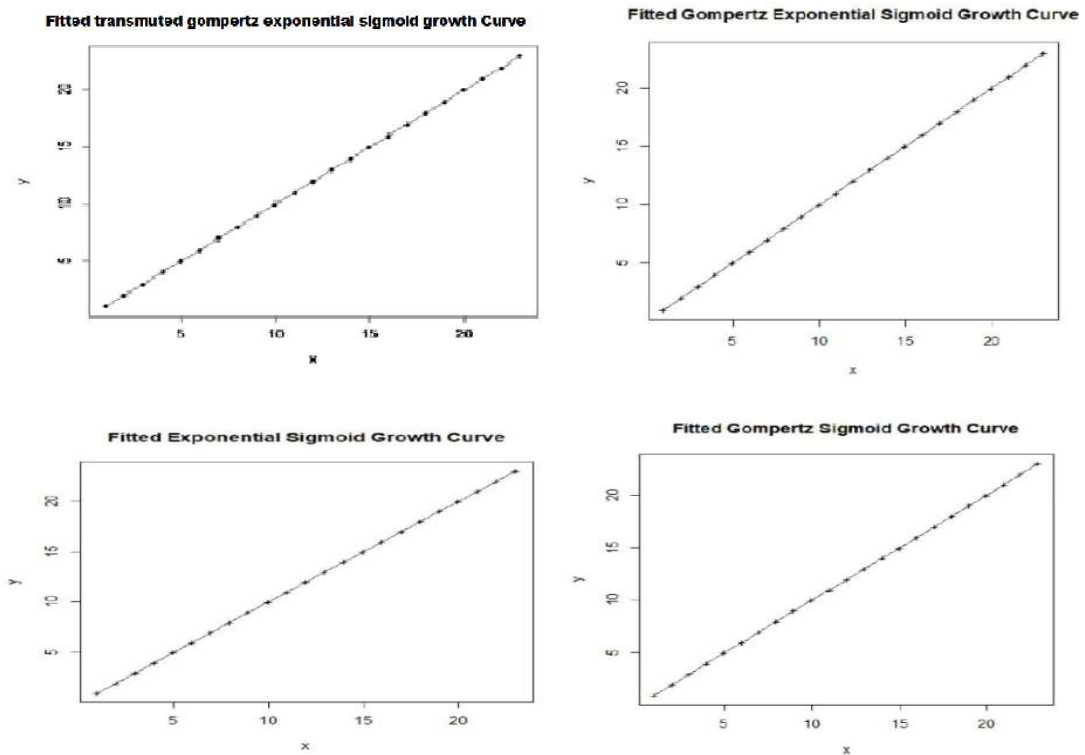 Fitted transmuted gompertz exponential sigmoid growth Curve
y
20
15
10
5
5 10 15 20
x
Fitted Gompertz Exponential Sigmoid Growth Curve
y
20
15
10
5
5 10 15 20
x
Fitted Exponential Sigmoid Growth Curve
y
20
15
10
5
5 10 15 20
x
Fitted Gompertz Sigmoid Growth Curve
y
20
15
10
5
5 10 15 20
x